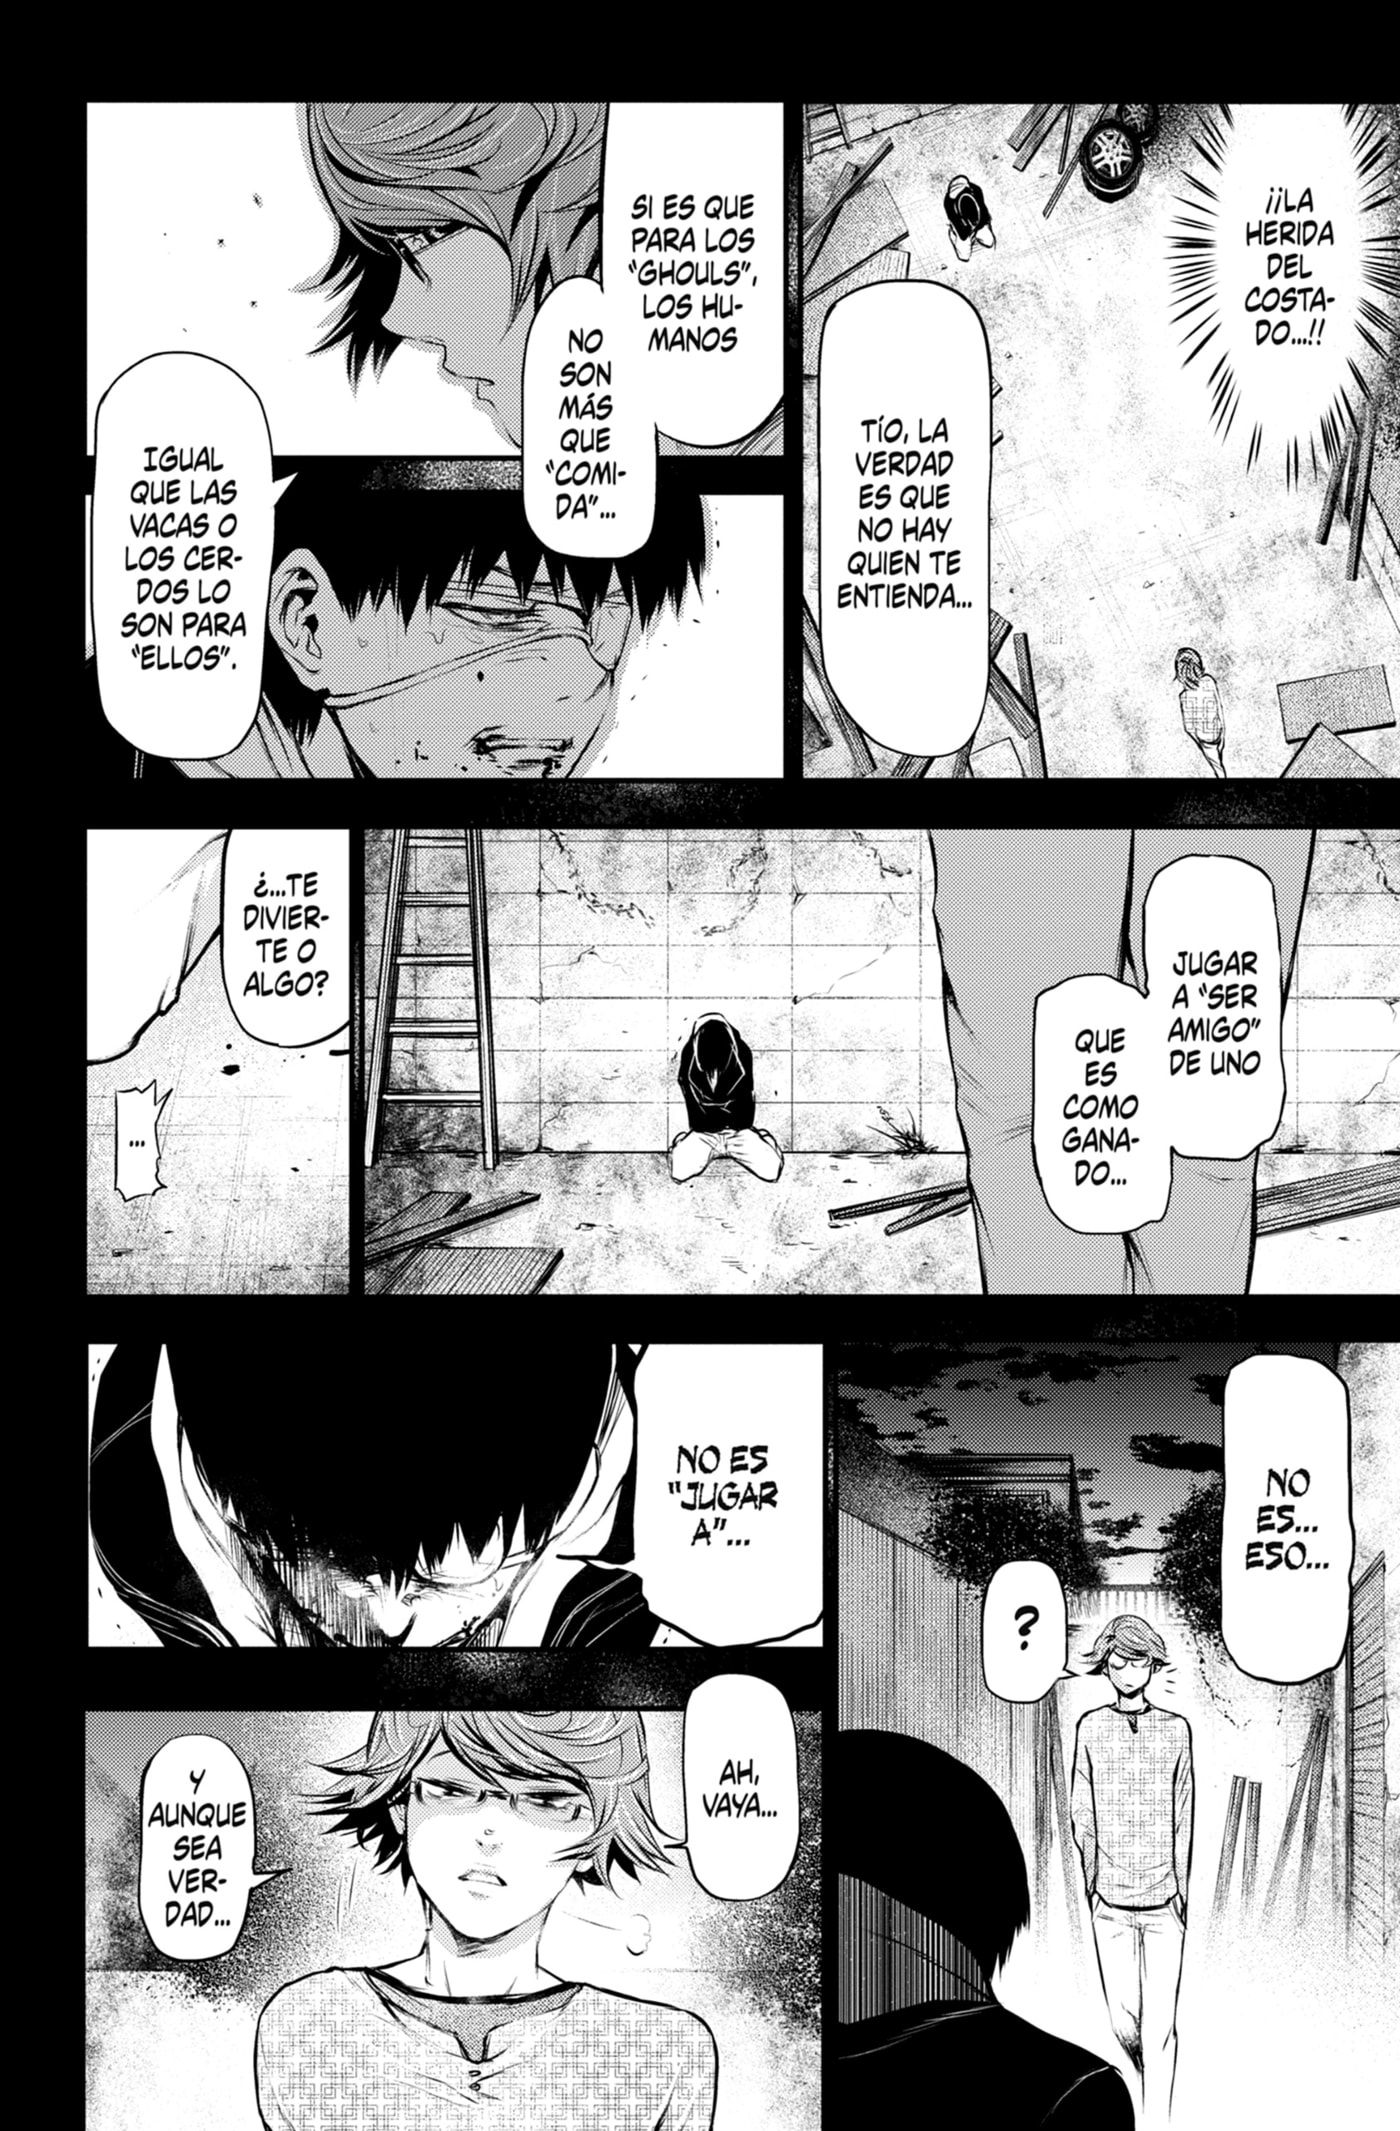 ¡¡LA
HERIDA
DEL
COSTA-
DO...!!
TÍO, LA
VERDAD
ES QUE
NO HAY
QUIEN TE
ENTIENDA...
SI ES QUE
PARA LOS
"GHOULS",
LOS HU-
MANOS
NO
SON
MÁS
QUE
"COMI-
DA"...
IGUAL
QUE LAS
VACAS O
LOS CER-
DOS LO
SON PARA
"ELLOS".
JUGAR
A "SER
AMIGO"
DE UNO
QUE
ES
COMO
GANA-
DO...
¿...TE
DIVIER-
TE O
ALGO?
...
NO
ES...
ESO...
?
NO ES
"JUGAR
A"...
AH,
VAYA...
Y
AUNQUE
SEA
VER-
DAD...